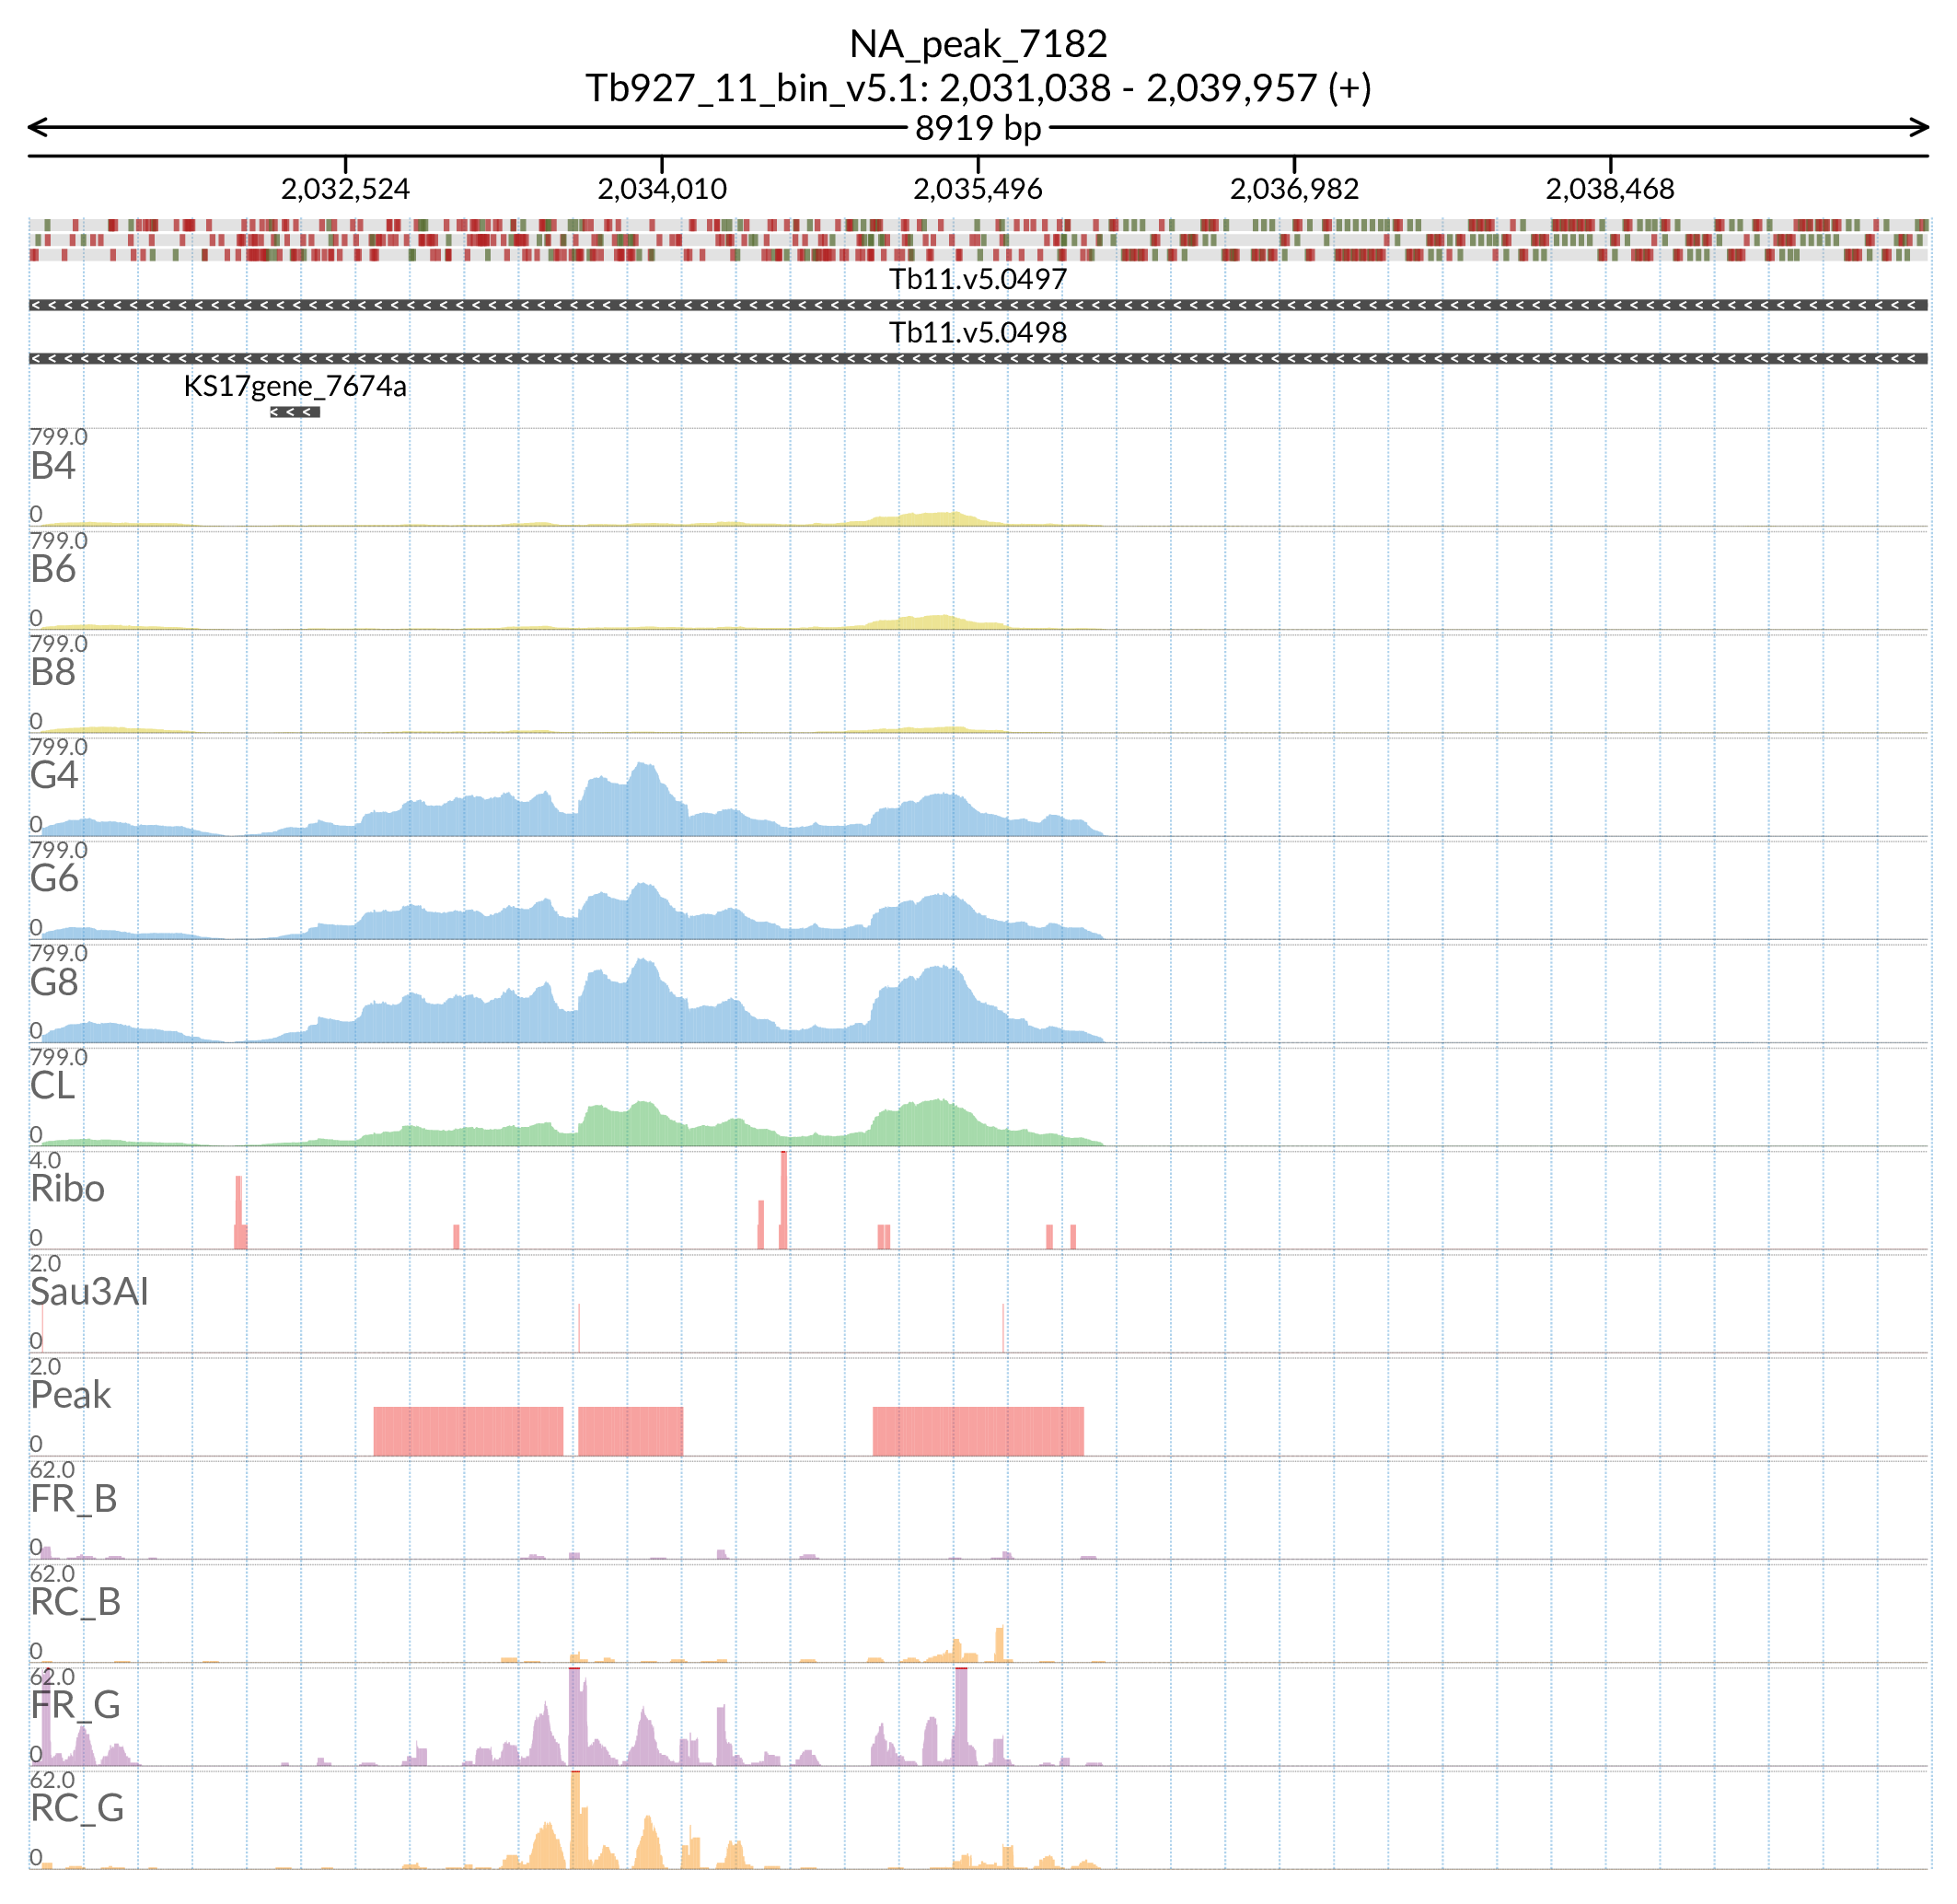 NA_peak_7182
Tb927_11_bin_v5.1: 2,031,038 - 2,039,957 (+)
8919 bp
2,032,524 2,034,010 2,035,496 2,036,982 2,038,468
Tb11.v5.0497
Tb11.v5.0498
KS17gene_7674a
799.0
B4
0
799.0
B6
0
799.0
B8
0
799.0
G4
0
799.0
G6
0
799.0
G8
0
799.0
CL
0
4.0
Ribo
0
2.0
Sau3AI
0
2.0
Peak
0
62.0
FR_B
0
62.0
RC_B
0
62.0
FR_G
0
62.0
RC_G
0